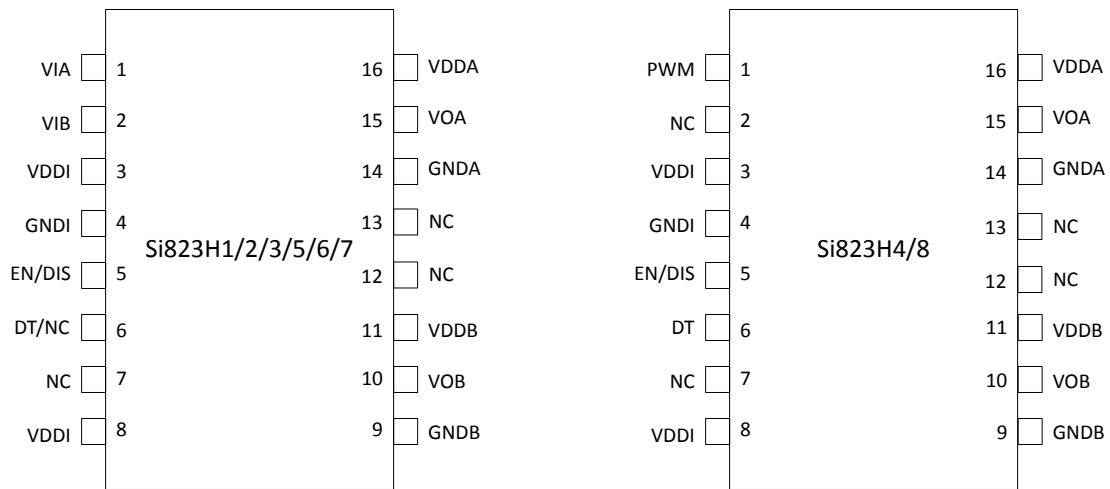 VIA 1 16 VDDA
VIB 2 15 VOA
VDDI 3 14 GNDA
GNDI 4 13 NC
Si823H1/2/3/5/6/7
EN/DIS 5 12 NC
DT/NC 6 11 VDDB
NC 7 10 VOB
VDDI 8 9 GNDB
PWM 1 16 VDDA
NC 2 15 VOA
VDDI 3 14 GNDA
GNDI 4 13 NC
Si823H4/8
EN/DIS 5 12 NC
DT 6 11 VDDB
NC 7 10 VOB
VDDI 8 9 GNDB